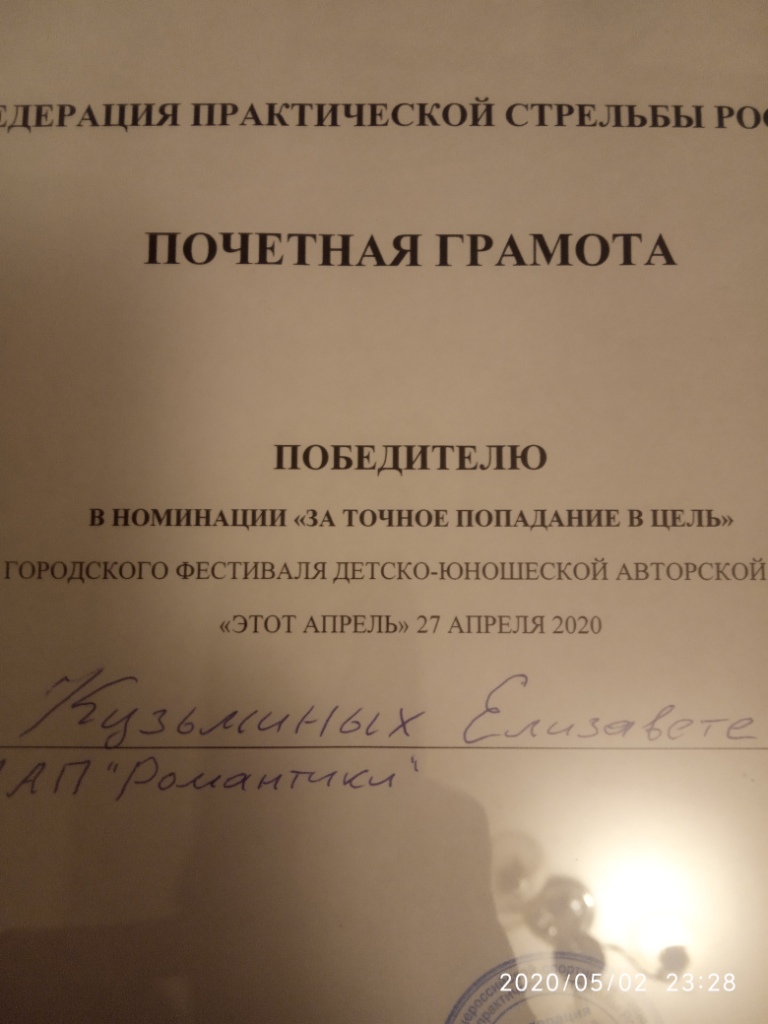 ЕДЕРАЦИЯ ПРАКТИЧЕСКОЙ СТРЕЛЬБЫ РОС
ПОЧЕТНАЯ ГРАМОТА
ПОБЕДИТЕЛЮ
В НОМИНАЦИИ «ЗА ТОЧНОЕ ПОПАДАНИЕ В ЦЕЛЬ»
ГОРОДСКОГО ФЕСТИВАЛЯ ДЕТСКО-ЮНОШЕСКОЙ АВТОРСКОЙ
«ЭТОТ АПРЕЛЬ» 27 АПРЕЛЯ 2020
Кузьминых Елизавете
АП "Романтики"
2020/05/02 23:28